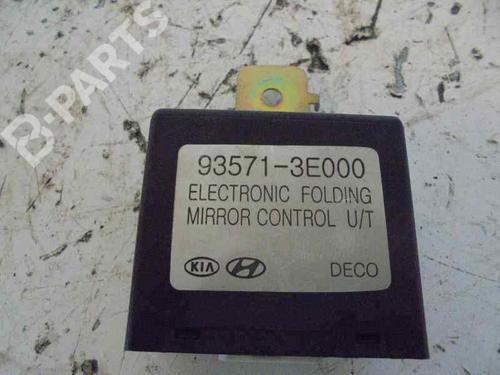 B-PARTS
93571-3E000
ELECTRONIC FOLDING
MIRROR CONTROL U/T
KIA
DECO